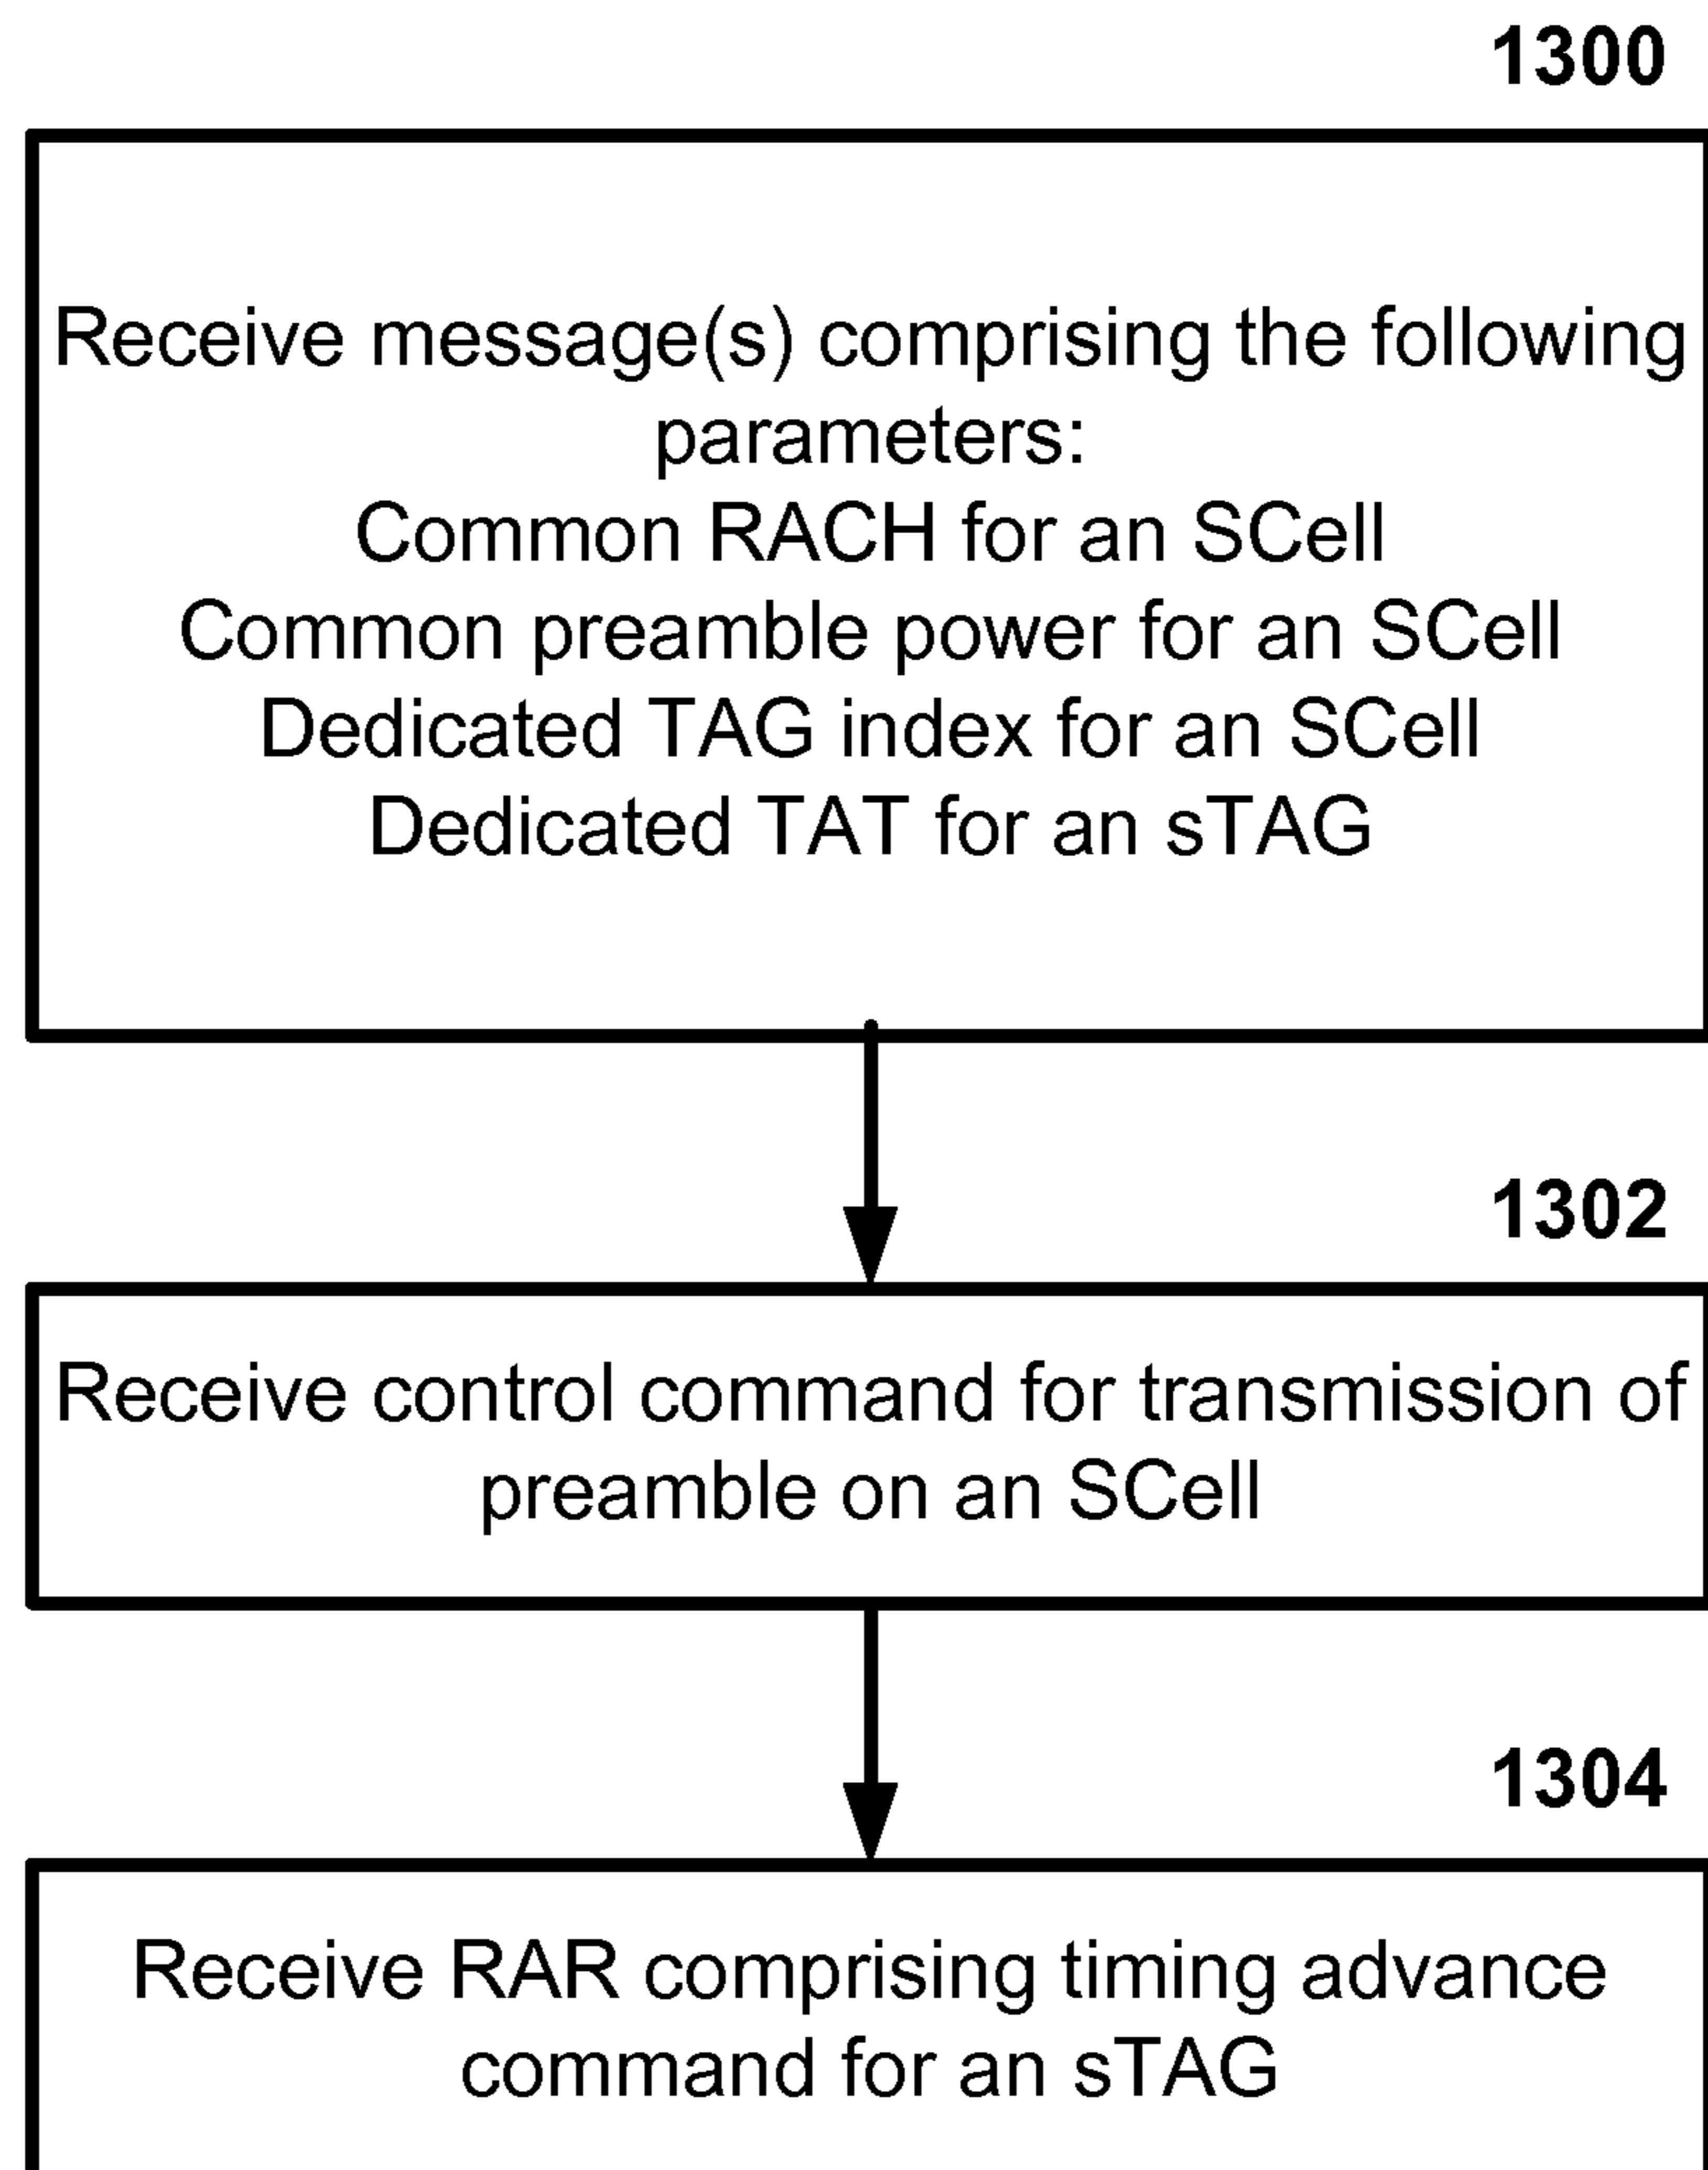 1300
Receive message(s) comprising the following
parameters:
Common RACH for an SCell
Common preamble power for an SCell
Dedicated TAG index for an SCell
Dedicated TAT for an sTAG
1302
Receive control command for transmission of
preamble on an SCell
1304
Receive RAR comprising timing advance
command for an sTAG